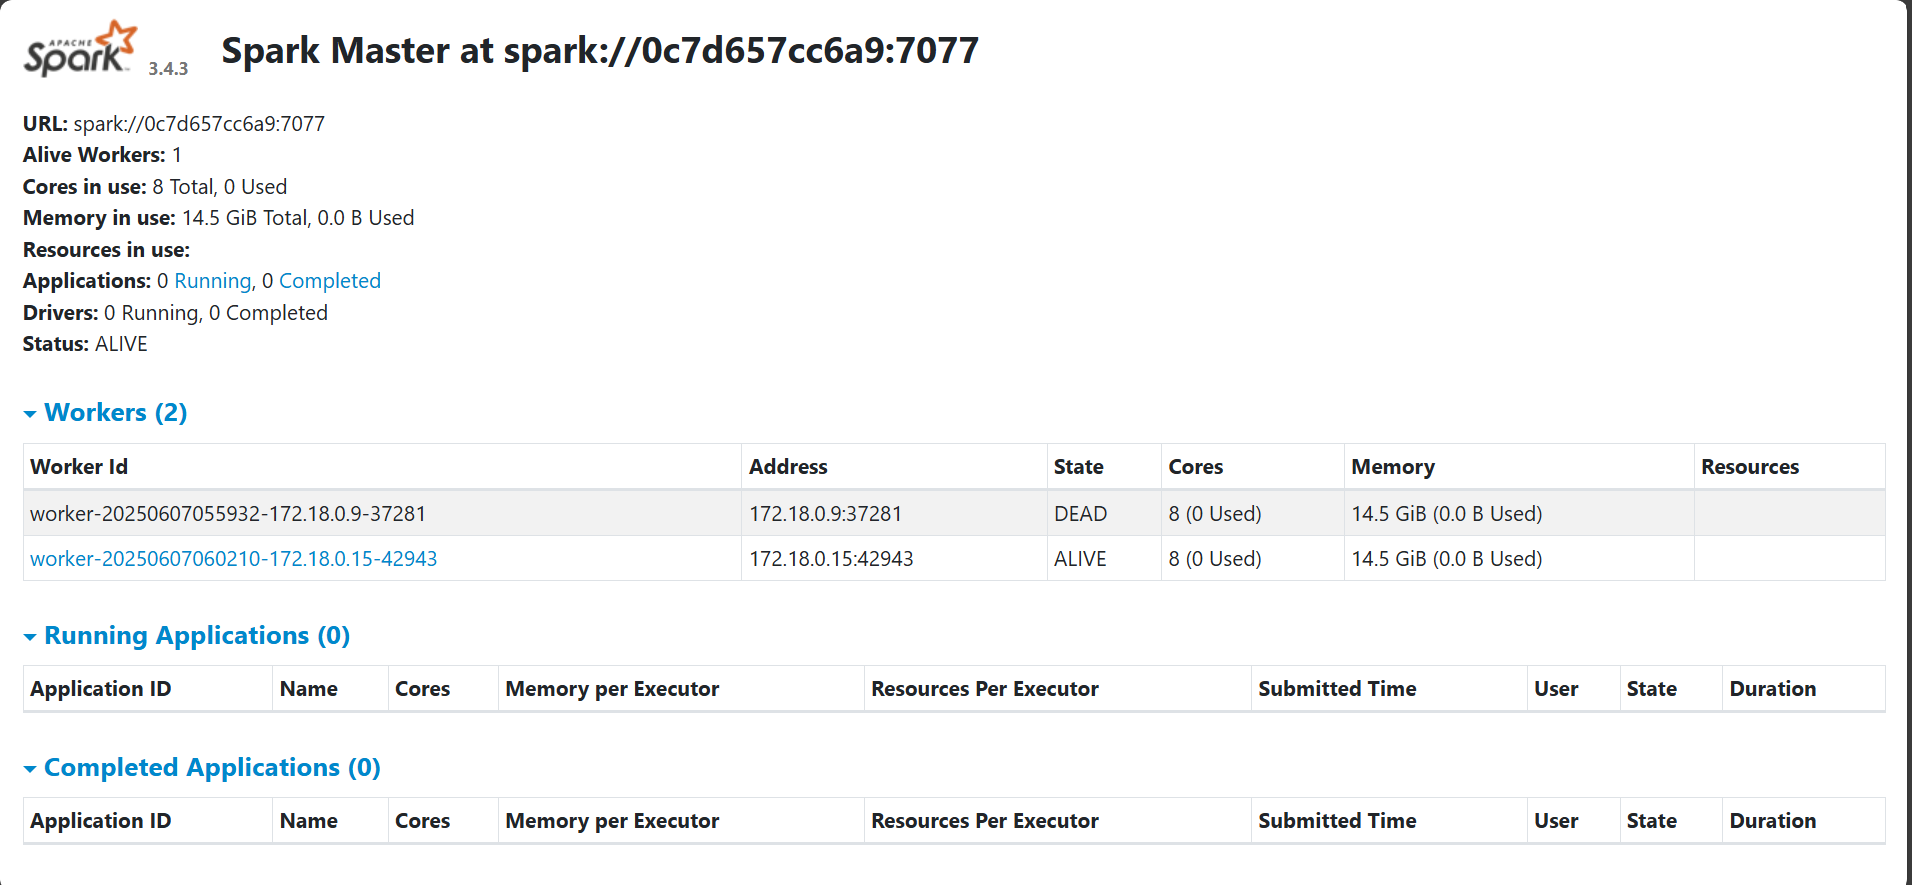 APACHE
Spark 3.4.3 Spark Master at spark://0c7d657cc6a9:7077
URL: spark://0c7d657cc6a9:7077
Alive Workers: 1
Cores in use: 8 Total, 0 Used
Memory in use: 14.5 GiB Total, 0.0 B Used
Resources in use:
Applications: 0 Running, 0 Completed
Drivers: 0 Running, 0 Completed
Status: ALIVE
Workers (2)
Worker Id Address State Cores Memory Resources
worker-20250607055932-172.18.0.9-37281 172.18.0.9:37281 DEAD 8 (0 Used) 14.5 GiB (0.0 B Used)
worker-20250607060210-172.18.0.15-42943 172.18.0.15:42943 ALIVE 8 (0 Used) 14.5 GiB (0.0 B Used)
Running Applications (0)
Application ID Name Cores Memory per Executor Resources Per Executor Submitted Time User State Duration
Completed Applications (0)
Application ID Name Cores Memory per Executor Resources Per Executor Submitted Time User State Duration